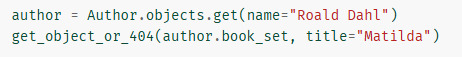 author = Author.objects.get(name="Roald Dahl")
get_object_or_404(author.book_set, title="Matilda")